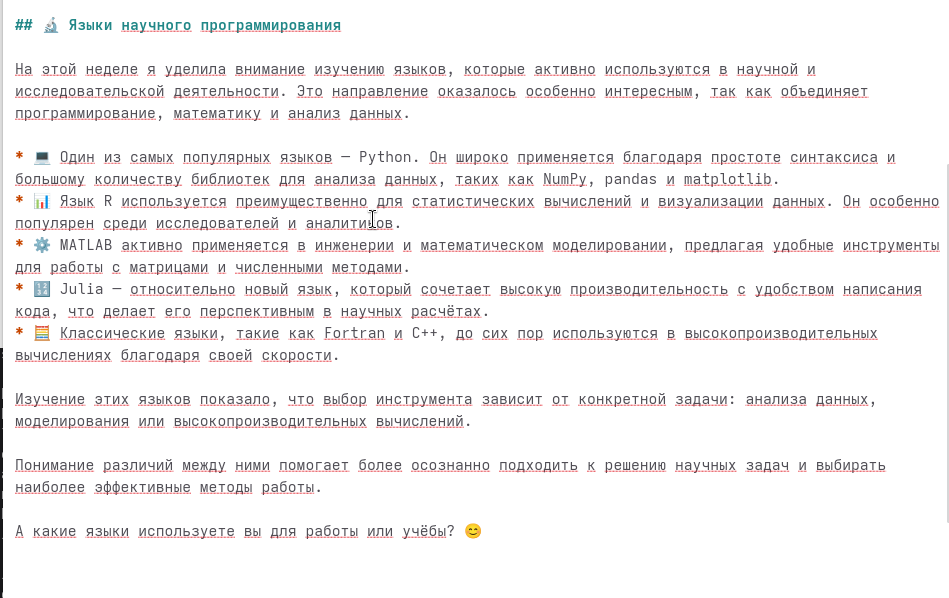 ## 🔬 Языки научного программирования
На этой неделе я уделила внимание изучению языков, которые активно используются в научной и
исследовательской деятельности. Это направление оказалось особенно интересным, так как объединяет
программирование, математику и анализ данных.
* 💻 Один из самых популярных языков — Python. Он широко применяется благодаря простоте синтаксиса и
большому количеству библиотек для анализа данных, таких как NumPy, pandas и matplotlib.
* 📊 Язык R используется преимущественно для статистических вычислений и визуализации данных. Он особенно
популярен среди исследователей и аналитиков.
* ⚙️ MATLAB активно применяется в инженерии и математическом моделировании, предлагая удобные инструменты
для работы с матрицами и численными методами.
* 🔢 Julia — относительно новый язык, который сочетает высокую производительность с удобством написания
кода, что делает его перспективным в научных расчётах.
* 🧮 Классические языки, такие как Fortran и C++, до сих пор используются в высокопроизводительных
вычислениях благодаря своей скорости.
Изучение этих языков показало, что выбор инструмента зависит от конкретной задачи: анализа данных,
моделирования или высокопроизводительных вычислений.
Понимание различий между ними помогает более осознанно подходить к решению научных задач и выбирать
наиболее эффективные методы работы.
А какие языки используете вы для работы или учёбы? 😊